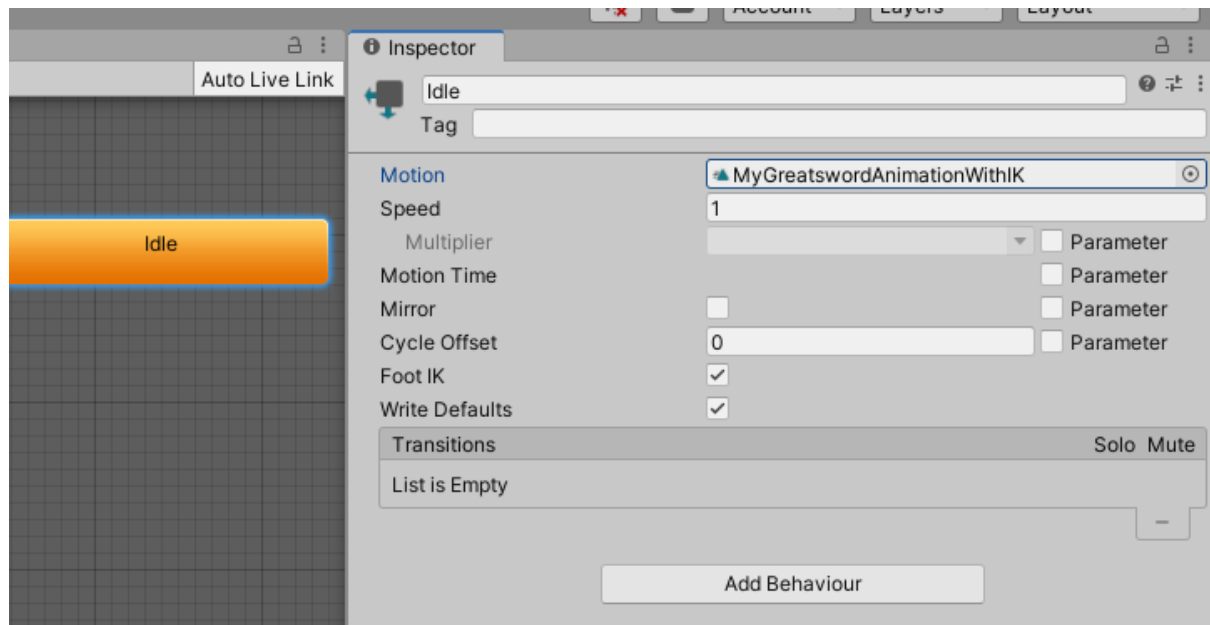 Account
Layers
Layout
Inspector
Auto Live Link
Idle
Tag
Motion MyGreatswordAnimationWithIK
Speed 1
Idle
Multiplier Parameter
Motion Time Parameter
Mirror Parameter
Cycle Offset 0 Parameter
Foot IK
Write Defaults
Transitions Solo Mute
List is Empty
Add Behaviour